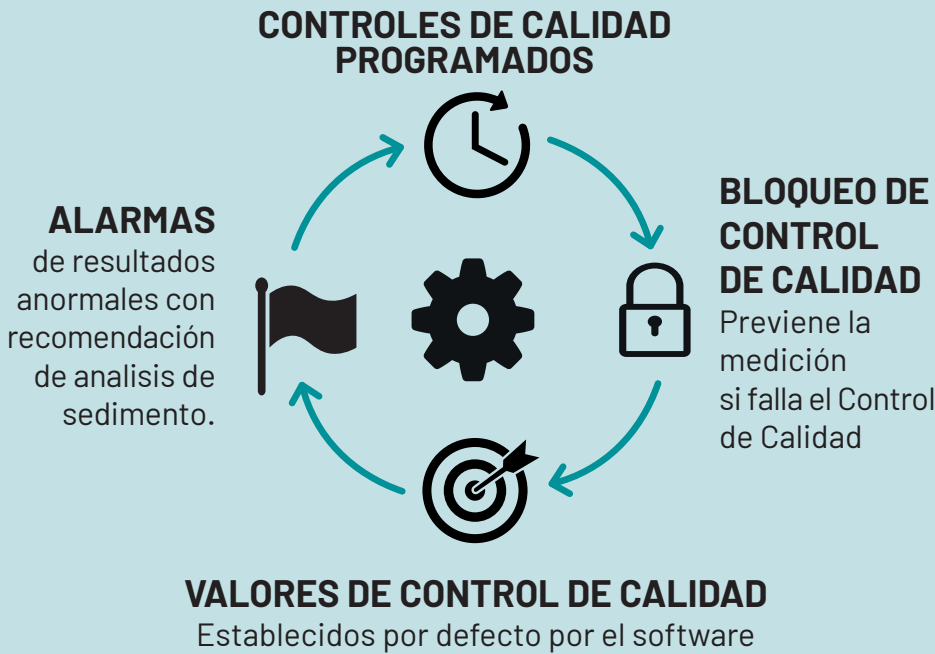 CONTROLES DE CALIDAD
PROGRAMADOS
BLOQUEO DE
CONTROL
DE CALIDAD
Previene la
medición
si falla el Control
de Calidad
VALORES DE CONTROL DE CALIDAD
Establecidos por defecto por el software
ALARMAS
de resultados
anormales con
recomendación
de analisis de
sedimento.